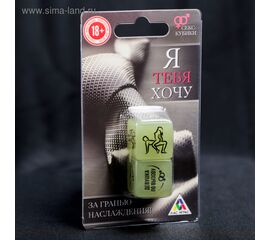 © www.sima-land.ru
18+
СЕКС
КУБИКИ
Я
ТЕБЯ
ХОЧУ
ЗА ГРАНЬЮ
НАСЛАЖДЕНИЯ!